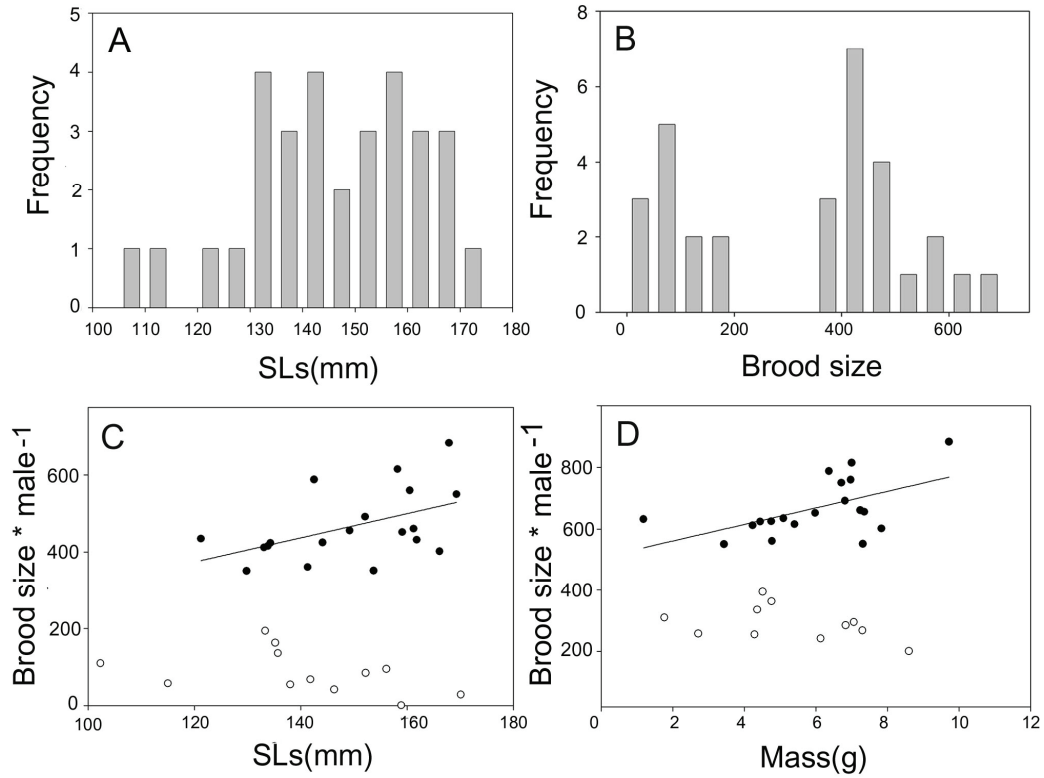 A
Frequency
5
4
3
2
1
0
100 110 120 130 140 150 160 170 180
SLs(mm)
B
Frequency
8
6
4
2
0
0 200 400 600
Brood size
C
Brood size * male-1
600
400
200
0
100 120 140 160 180
SLs(mm)
D
Brood size * male-1
800
600
400
200
0 2 4 6 8 10 12
Mass(g)